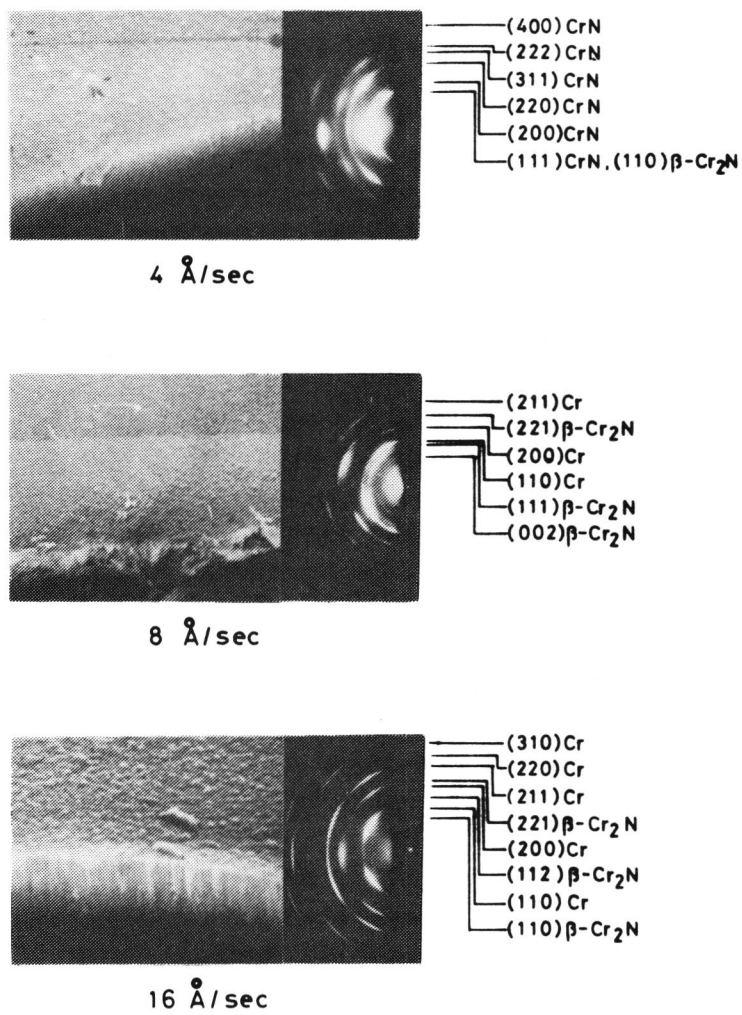 (400)CrN
(222)CrN
(311)CrN
(220)CrN
(200)CrN
(111)CrN,(110)β-Cr₂N
4 Å/sec
(211)Cr
(221)β-Cr₂N
(200)Cr
(110)Cr
(111)β-Cr₂N
(002)β-Cr₂N
8 Å/sec
(310)Cr
(220)Cr
(211)Cr
(221)β-Cr₂N
(200)Cr
(112)β-Cr₂N
(110)Cr
(110)β-Cr₂N
16 Å/sec